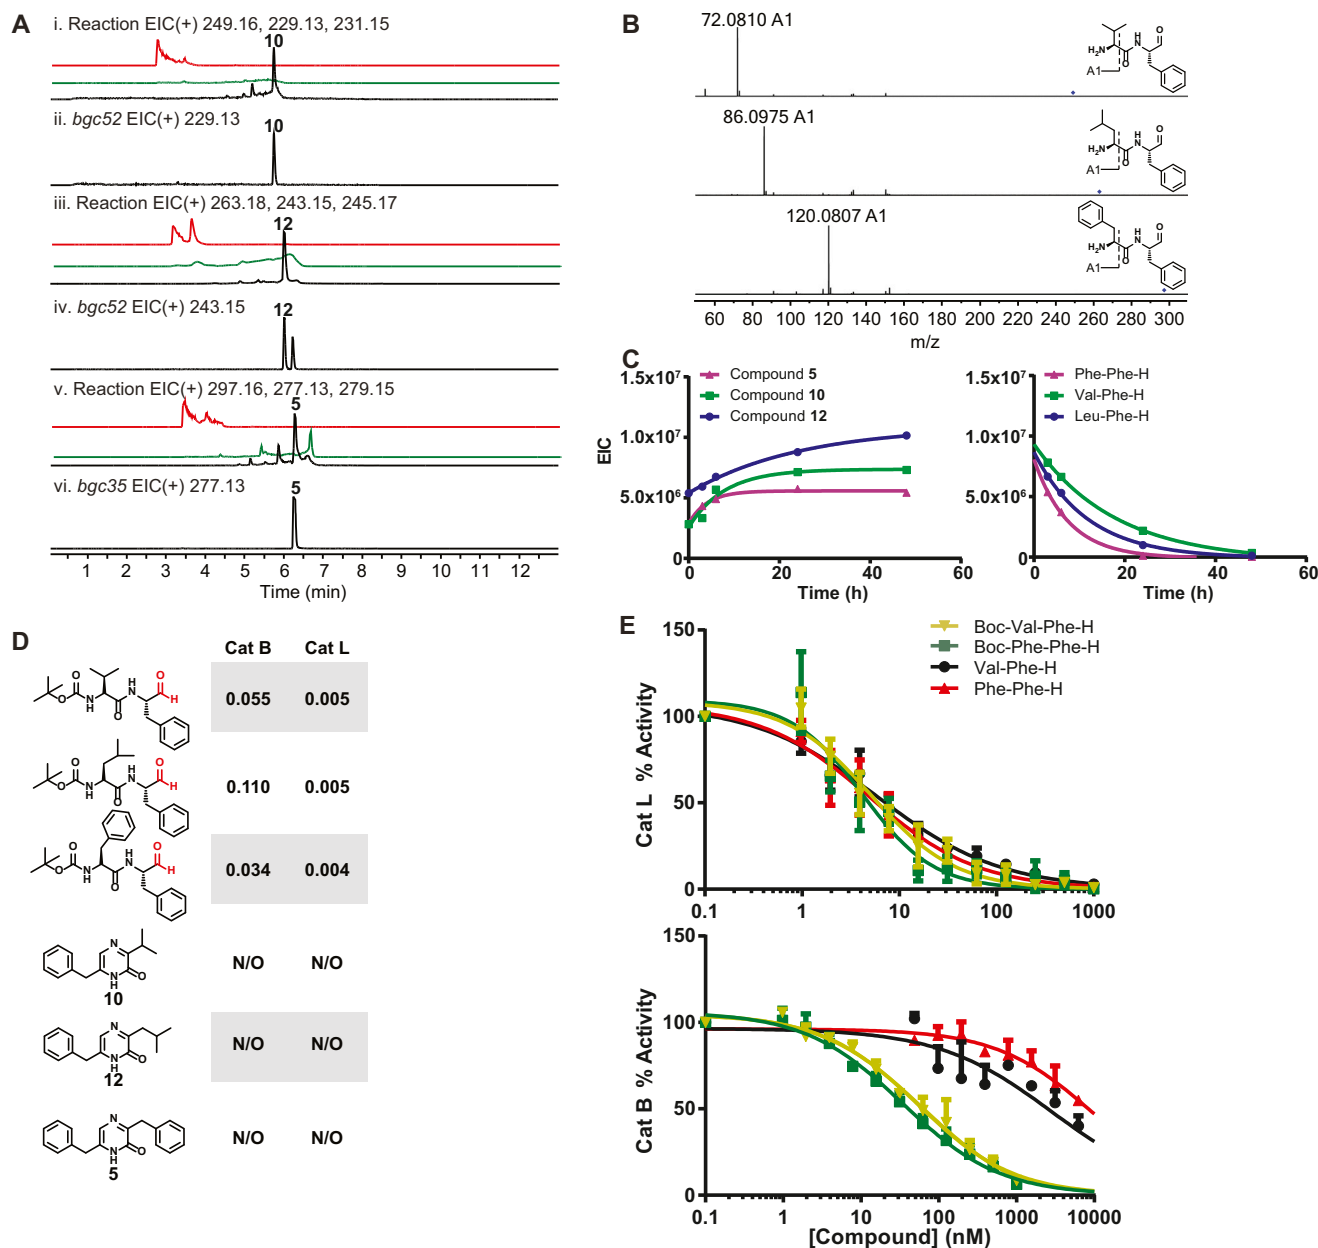 A
i. Reaction EIC(+) 249.16, 229.13, 231.15
10
ii. bgc52 EIC(+) 229.13
10
iii. Reaction EIC(+) 263.18, 243.15, 245.17
12
iv. bgc52 EIC(+) 243.15
12
v. Reaction EIC(+) 297.16, 277.13, 279.15
5
vi. bgc35 EIC(+) 277.13
5
1 2 3 4 5 6 7 8 9 10 11 12
Time (min)
B
72.0810 A1
H2N
H
N
O
O
A1
86.0975 A1
H2N
H
N
O
O
A1
120.0807 A1
H2N
H
N
O
O
A1
60 80 100 120 140 160 180 200 220 240 260 280 300
m/z
C
1.5x10⁷
1.0x10⁷
5.0x10⁶
0
EIC
Compound 5
Compound 10
Compound 12
0 20 40 60
Time (h)
1.5x10⁷
1.0x10⁷
5.0x10⁶
0
Phe-Phe-H
Val-Phe-H
Leu-Phe-H
0 20 40 60
Time (h)
D
Cat B Cat L
O
O
N
H
O
H
N
O
H
0.055 0.005
O
O
N
H
O
H
N
O
H
0.110 0.005
O
O
N
H
O
H
N
O
H
0.034 0.004
N
N
H
O
10
N/O N/O
N
N
H
O
12
N/O N/O
N
N
H
O
5
N/O N/O
E
Boc-Val-Phe-H
Boc-Phe-Phe-H
Val-Phe-H
Phe-Phe-H
Cat L % Activity
150
100
50
0
0.1 1 10 100 1000
Cat B % Activity
150
100
50
0
0.1 1 10 100 1000 10000
[Compound] (nM)